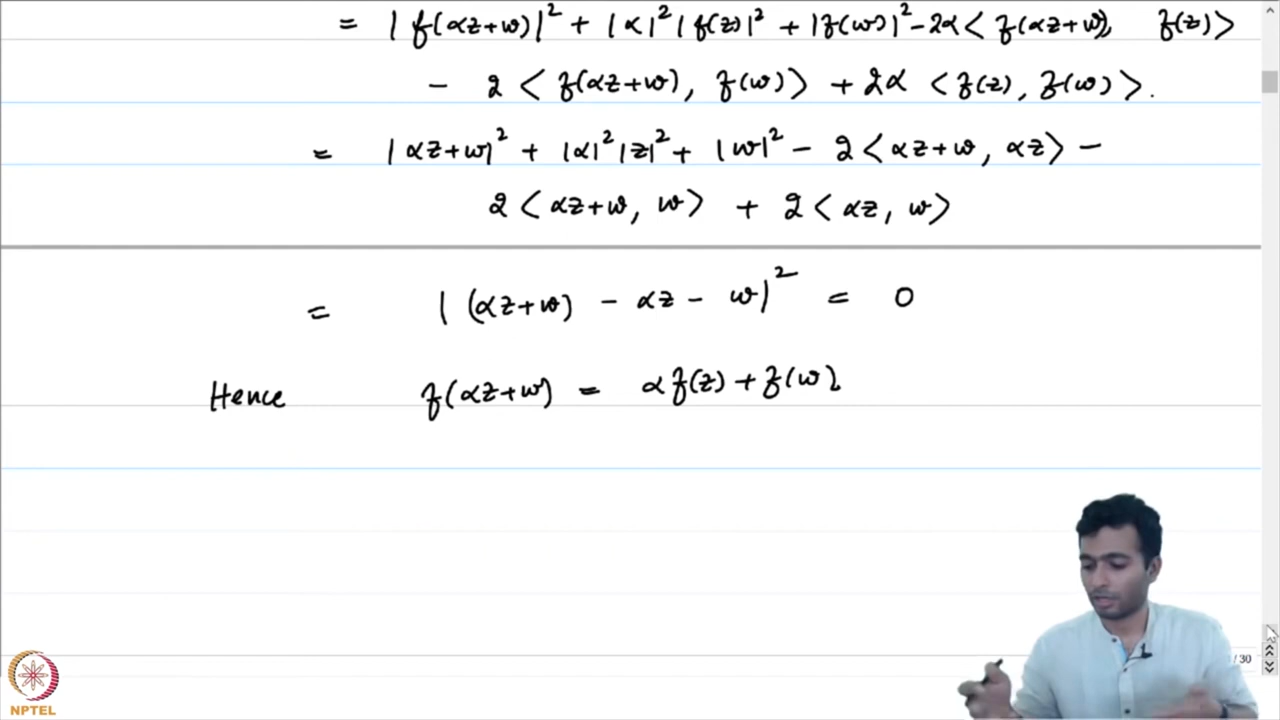 = |f(αz+w)|² + |α|²|f(z)|² + |f(w)|² - 2α < f(αz+w), f(z) >
- 2 < f(αz+w), f(w) > + 2α < f(z), f(w) >.
= |αz+w|² + |α|²|z|² + |w|² - 2 < αz+w, αz > -
2 < αz+w, w > + 2 < αz, w >
= |(αz+w) - αz - w|² = 0
Hence f(αz+w) = αf(z) + f(w).
/ 30
NPTEL